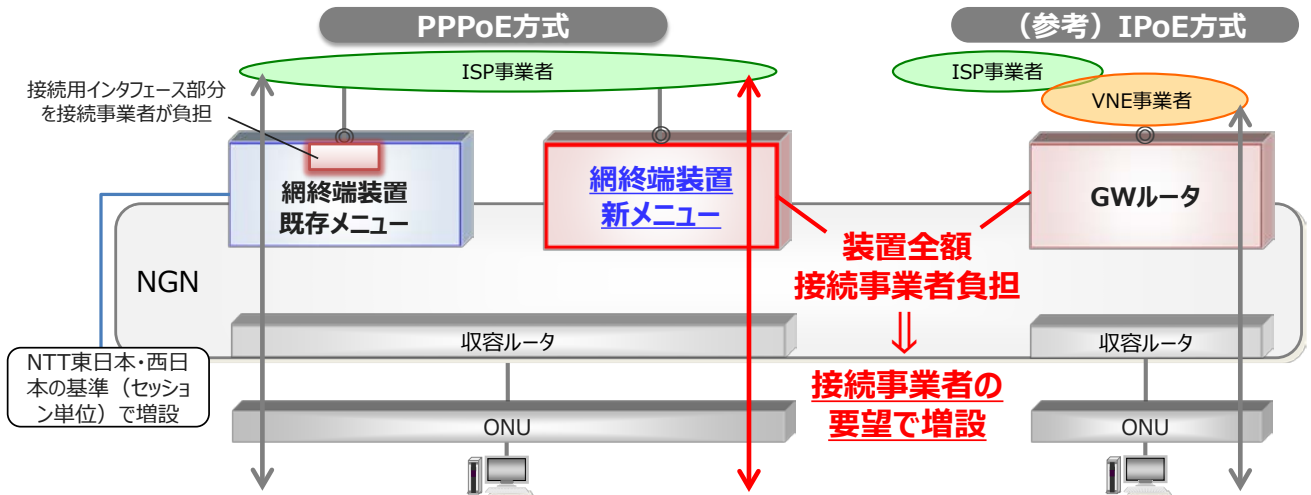 PPPoE方式
（参考）IPoE方式
ISP事業者
ISP事業者
VNE事業者
接続用インタフェース部分
を接続事業者が負担
網終端装置
既存メニュー
網終端装置
新メニュー
GWルータ
装置全額
接続事業者負担
⇓
NGN
収容ルータ
収容ルータ
NTT東日本・西日
本の基準（セッショ
ン単位）で増設
接続事業者の
要望で増設
ONU
ONU